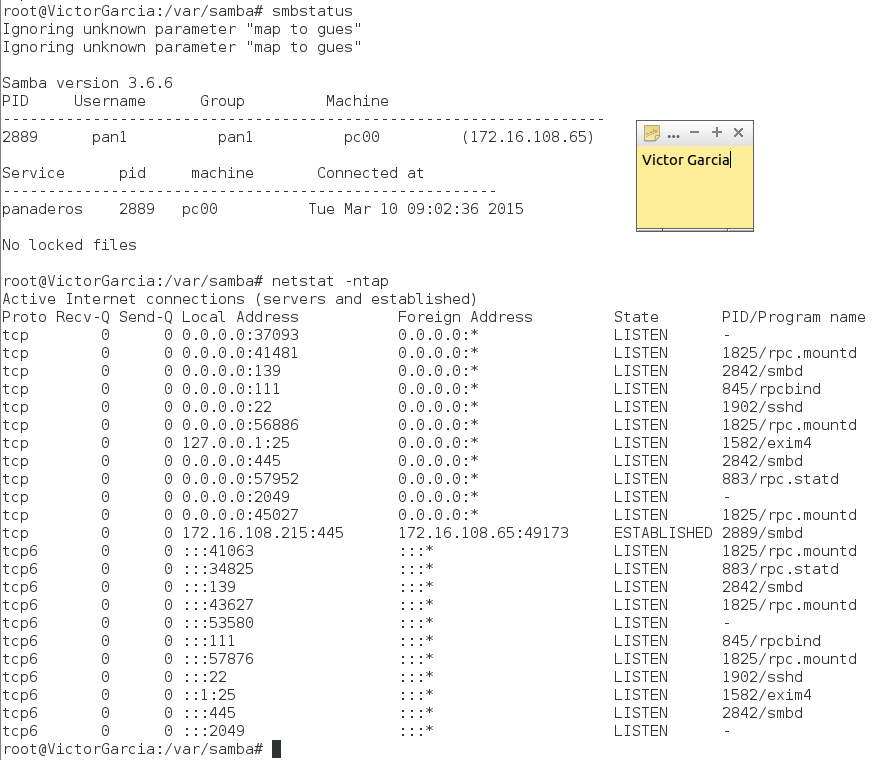 root@VictorGarcia:/var/samba# smbstatus
Ignoring unknown parameter "map to gues"
Ignoring unknown parameter "map to gues"
Samba version 3.6.6
PID     Username      Group         Machine
-------------------------------------------------------------------
2889      pan1          pan1          pc00         (172.16.108.65)
... − + ×
Victor Garcia
Service      pid     machine       Connected at
-------------------------------------------------------
panaderos    2889   pc00          Tue Mar 10 09:02:36 2015
No locked files
root@VictorGarcia:/var/samba# netstat -ntap
Active Internet connections (servers and established)
Proto Recv-Q Send-Q Local Address           Foreign Address         State       PID/Program name
tcp        0      0 0.0.0.0:37093           0.0.0.0:*               LISTEN      -
tcp        0      0 0.0.0.0:41481           0.0.0.0:*               LISTEN      1825/rpc.mountd
tcp        0      0 0.0.0.0:139             0.0.0.0:*               LISTEN      2842/smbd
tcp        0      0 0.0.0.0:111             0.0.0.0:*               LISTEN      845/rpcbind
tcp        0      0 0.0.0.0:22              0.0.0.0:*               LISTEN      1902/sshd
tcp        0      0 0.0.0.0:56886           0.0.0.0:*               LISTEN      1825/rpc.mountd
tcp        0      0 127.0.0.1:25            0.0.0.0:*               LISTEN      1582/exim4
tcp        0      0 0.0.0.0:445             0.0.0.0:*               LISTEN      2842/smbd
tcp        0      0 0.0.0.0:57952           0.0.0.0:*               LISTEN      883/rpc.statd
tcp        0      0 0.0.0.0:2049            0.0.0.0:*               LISTEN      -
tcp        0      0 0.0.0.0:45027           0.0.0.0:*               LISTEN      1825/rpc.mountd
tcp        0      0 172.16.108.215:445      172.16.108.65:49173     ESTABLISHED 2889/smbd
tcp6       0      0 :::41063                :::*                    LISTEN      1825/rpc.mountd
tcp6       0      0 :::34825                :::*                    LISTEN      883/rpc.statd
tcp6       0      0 :::139                  :::*                    LISTEN      2842/smbd
tcp6       0      0 :::43627                :::*                    LISTEN      1825/rpc.mountd
tcp6       0      0 :::53580                :::*                    LISTEN      -
tcp6       0      0 :::111                  :::*                    LISTEN      845/rpcbind
tcp6       0      0 :::57876                :::*                    LISTEN      1825/rpc.mountd
tcp6       0      0 :::22                   :::*                    LISTEN      1902/sshd
tcp6       0      0 ::1:25                  :::*                    LISTEN      1582/exim4
tcp6       0      0 :::445                  :::*                    LISTEN      2842/smbd
tcp6       0      0 :::2049                 :::*                    LISTEN      -
root@VictorGarcia:/var/samba#